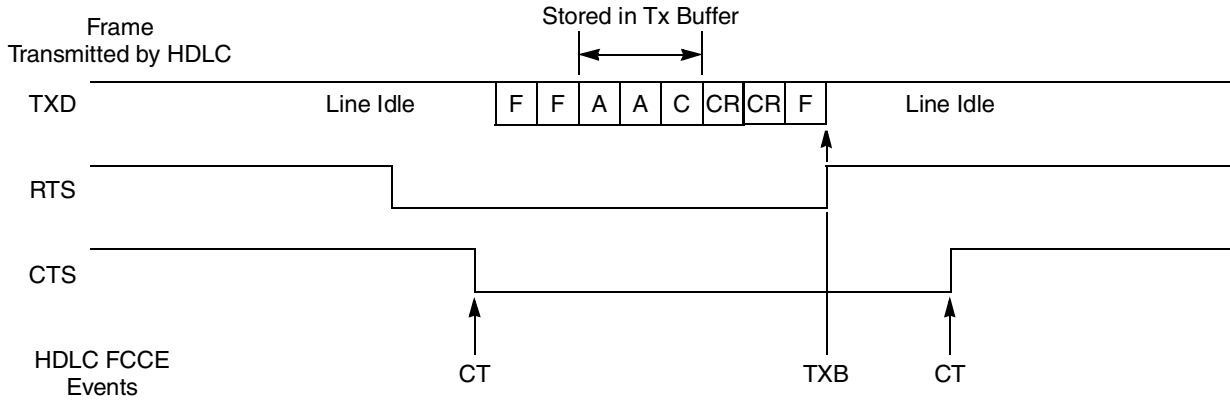 Frame
Transmitted by HDLC
Stored in Tx Buffer
TXD
Line Idle
F F A A C CR CR F
Line Idle
RTS
CTS
HDLC FCCE
Events
CT
TXB
CT